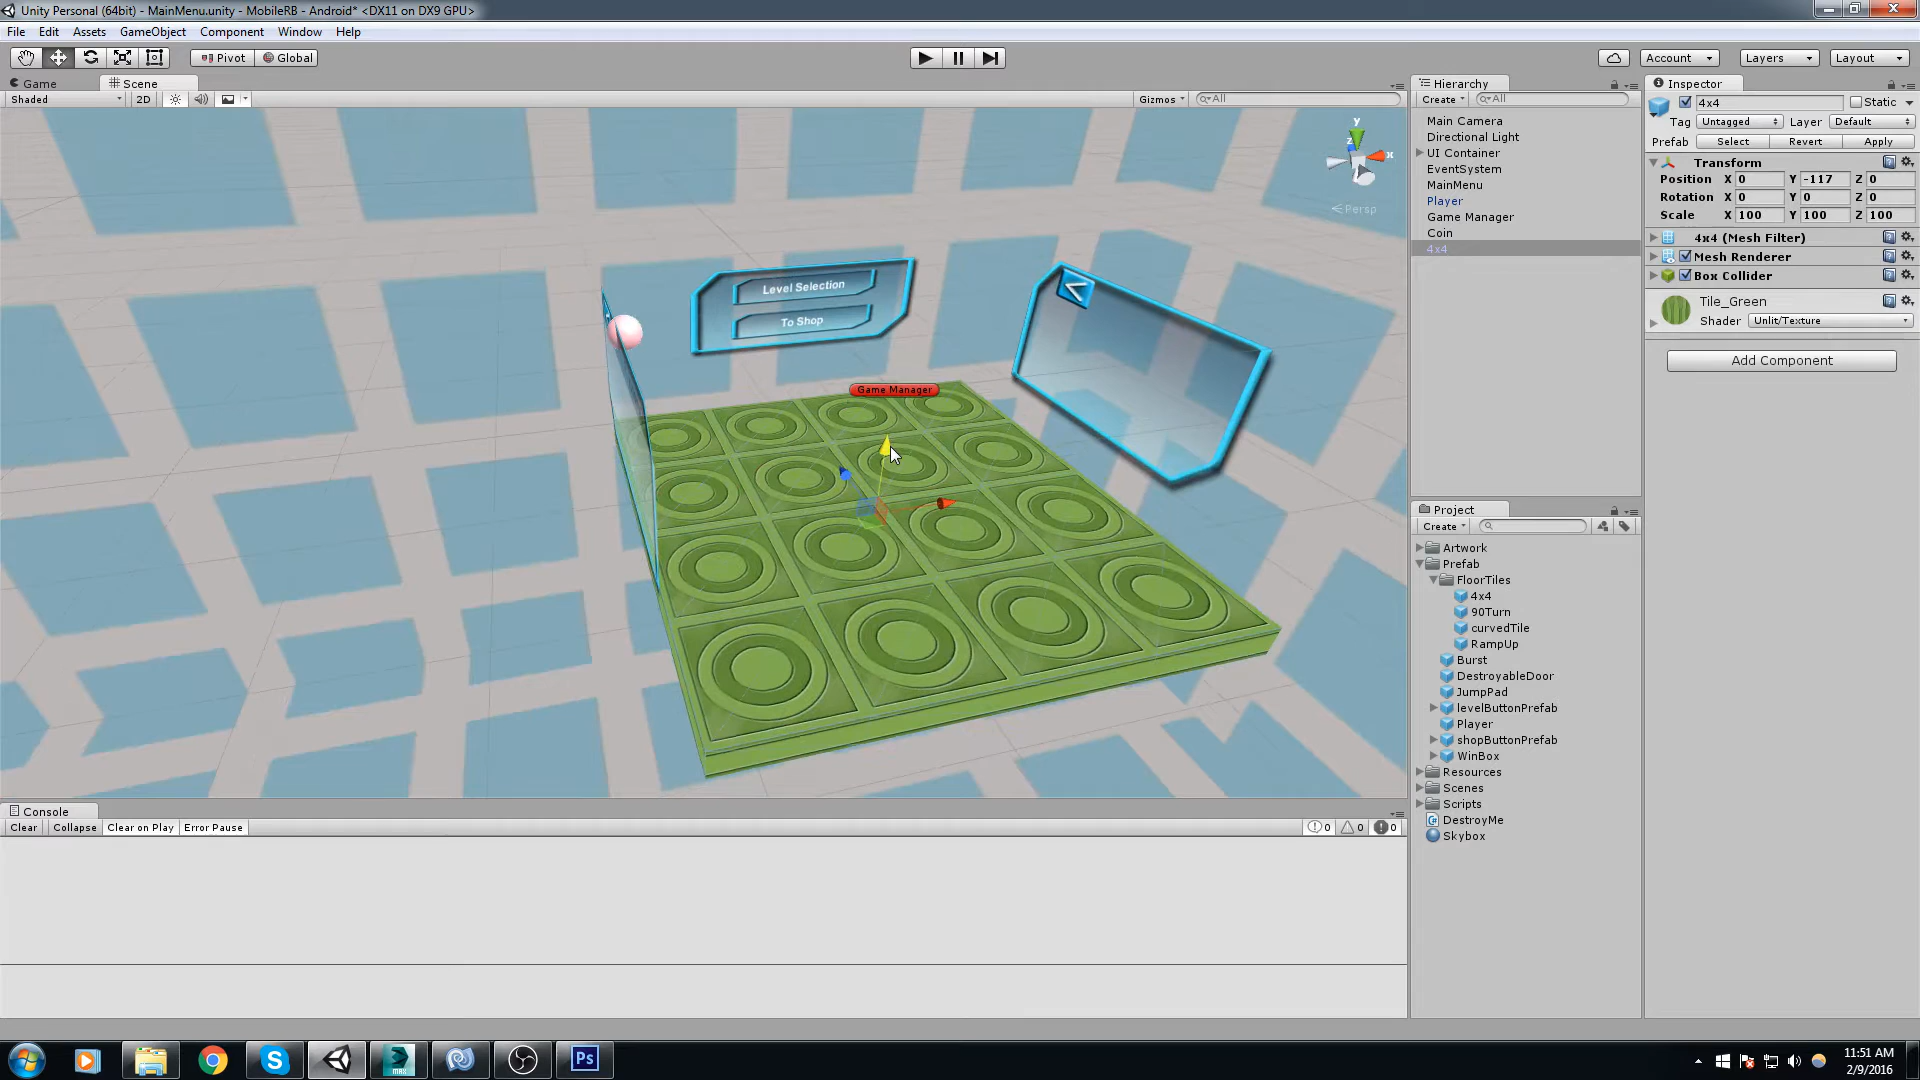 Unity Personal (64bit) - MainMenu.unity - MobileRB - Android* <DX11 on DX9 GPU>
File Edit Assets GameObject Component Window Help
Pivot Global Account Layers Layout
Game Scene
Shaded 2D Gizmos All
Level Selection
To Shop
Game Manager
y
z
x
Persp
Hierarchy
Create All
Main Camera
Directional Light
UI Container
EventSystem
MainMenu
Player
Game Manager
Coin
4x4
Project
Create
Artwork
Prefab
FloorTiles
4x4
90Turn
curvedTile
RampUp
Burst
DestroyableDoor
JumpPad
levelButtonPrefab
Player
shopButtonPrefab
WinBox
Resources
Scenes
Scripts
DestroyMe
Skybox
Inspector
4x4 Static
Tag Untagged Layer Default
Prefab Select Revert Apply
Transform
Position X 0 Y -117 Z 0
Rotation X 0 Y 0 Z 0
Scale X 100 Y 100 Z 100
4x4 (Mesh Filter)
Mesh Renderer
Box Collider
Tile_Green
Shader Unlit/Texture
Add Component
Console
Clear Collapse Clear on Play Error Pause 0 0 0
MAX
Ps
11:51 AM
2/9/2016